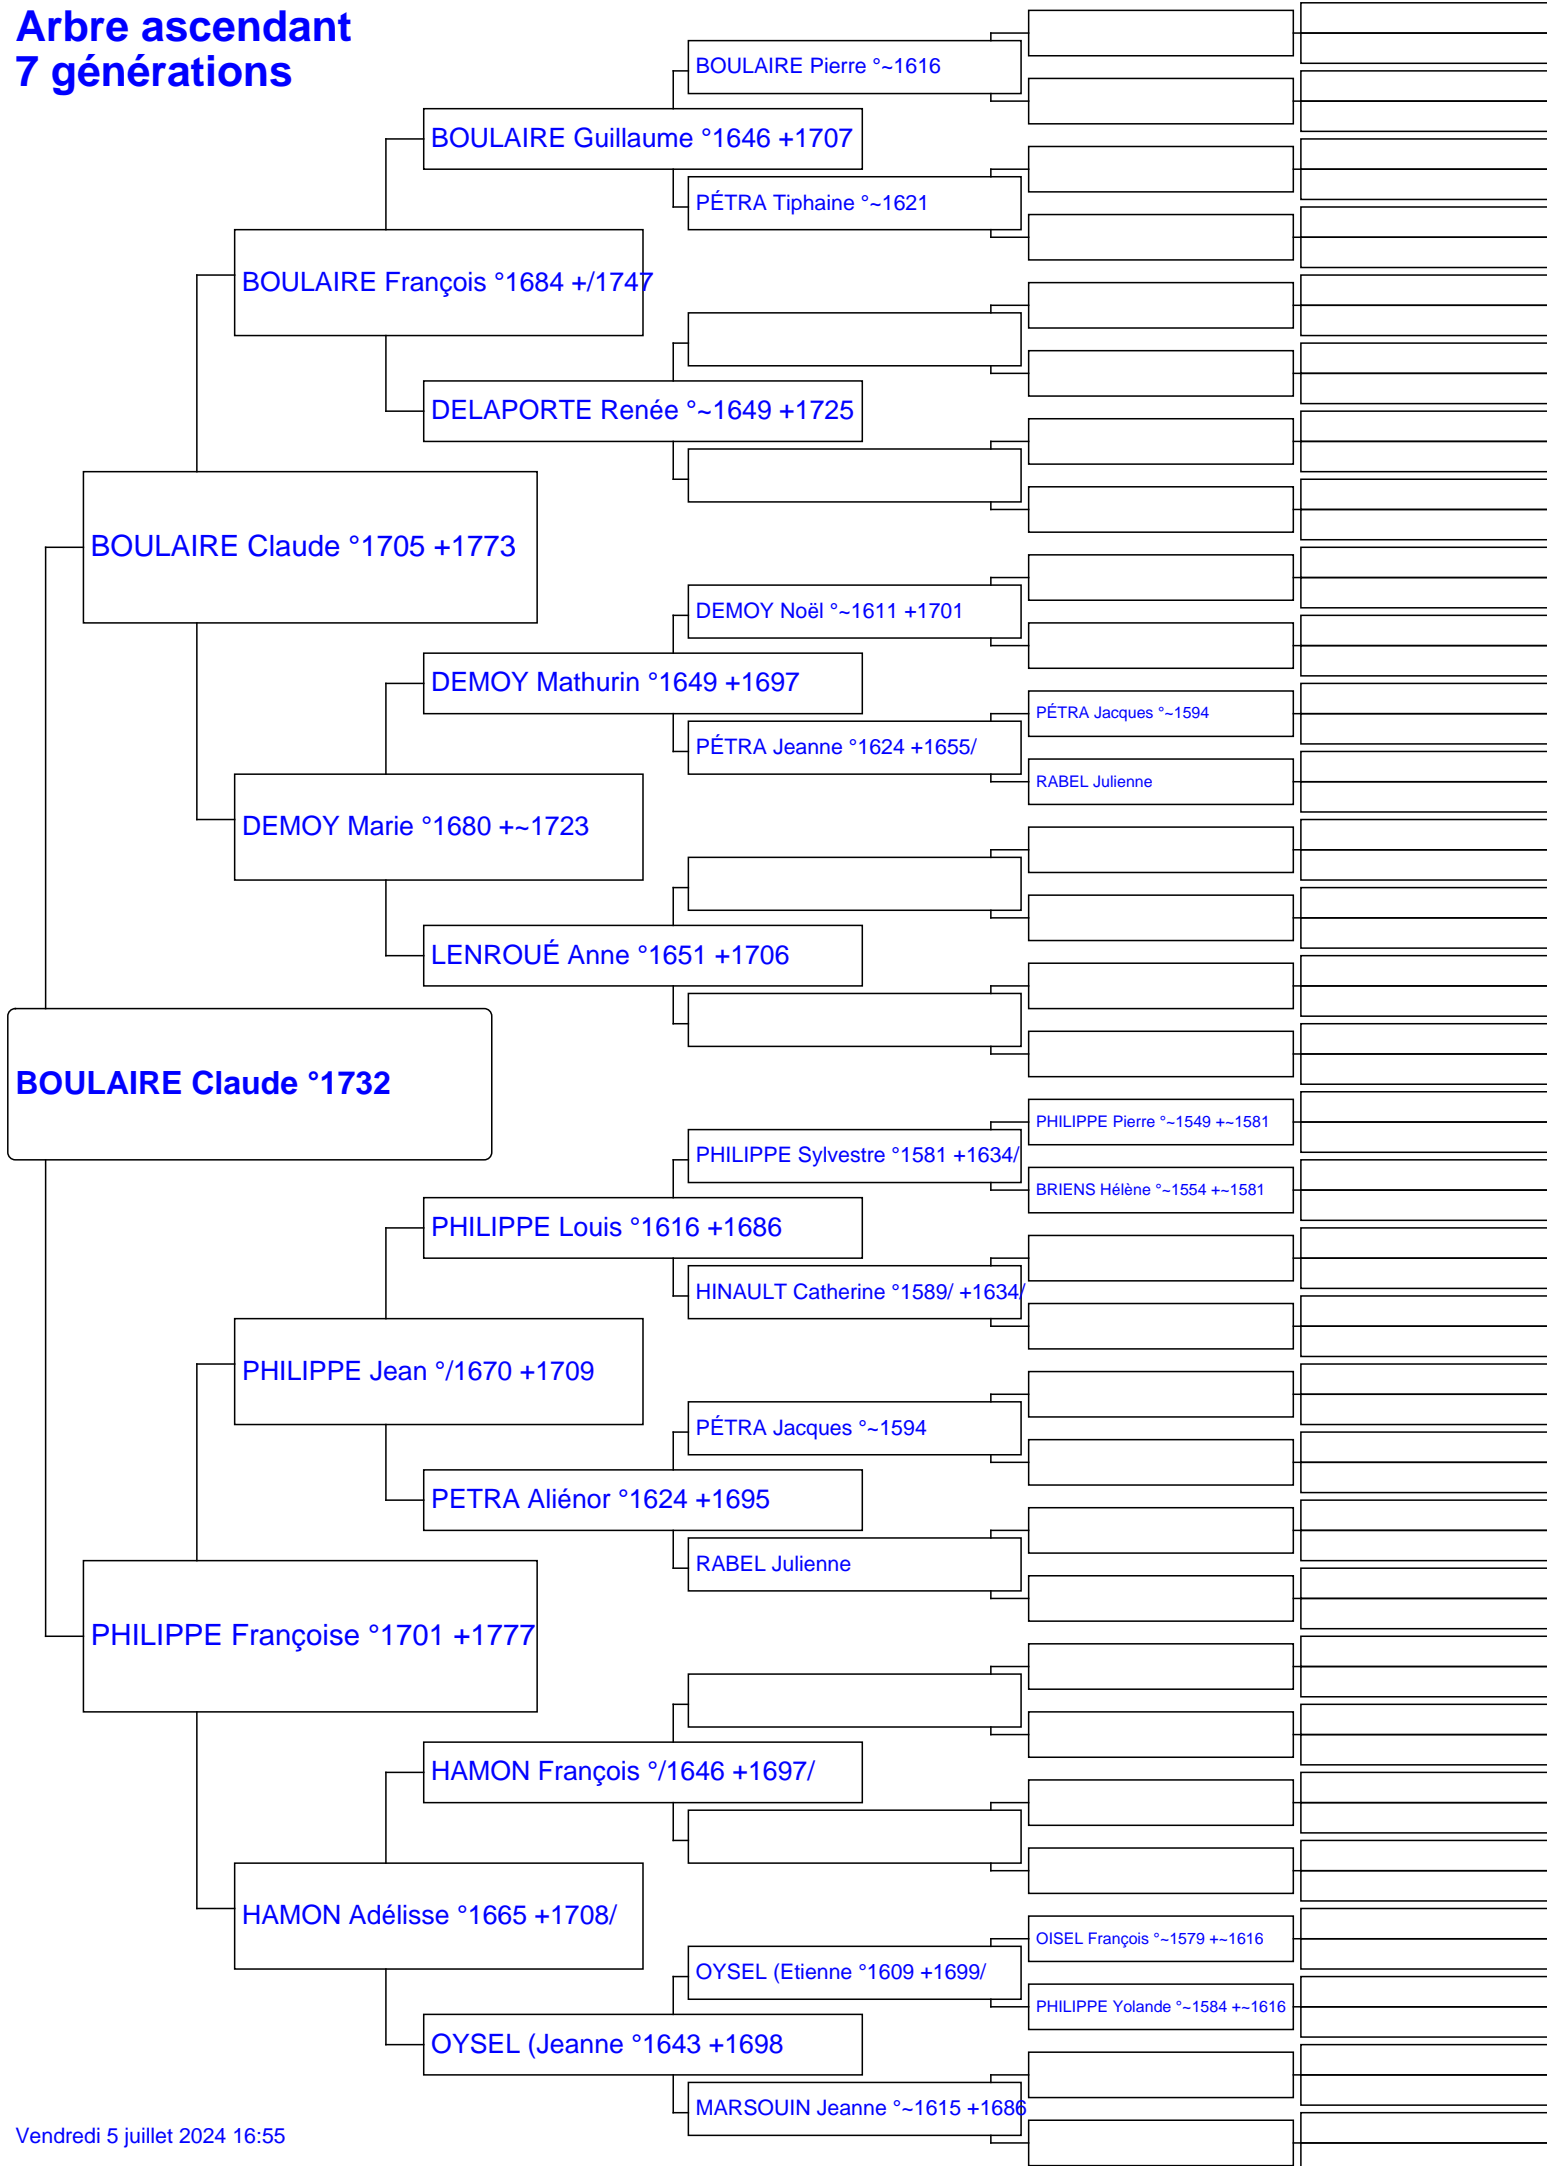 Arbre ascendant
7 générations
BOULAIRE Pierre °~1616
BOULAIRE Guillaume °1646 +1707
PÉTRA Tiphaine °~1621
BOULAIRE François °1684 +/1747
DELAPORTE Renée °~1649 +1725
BOULAIRE Claude °1705 +1773
DEMOY Noël °~1611 +1701
DEMOY Mathurin °1649 +1697
PÉTRA Jacques °~1594
PÉTRA Jeanne °1624 +1655/
RABEL Julienne
DEMOY Marie °1680 +~1723
LENROUÉ Anne °1651 +1706
BOULAIRE Claude °1732
PHILIPPE Pierre °~1549 +~1581
PHILIPPE Sylvestre °1581 +1634/
BRIENS Hélène °~1554 +~1581
PHILIPPE Louis °1616 +1686
HINAULT Catherine °1589/ +1634/
PHILIPPE Jean °/1670 +1709
PÉTRA Jacques °~1594
PETRA Aliénor °1624 +1695
RABEL Julienne
PHILIPPE Françoise °1701 +1777
HAMON François °/1646 +1697/
HAMON Adélisse °1665 +1708/
OISEL François °~1579 +~1616
OYSEL (Etienne °1609 +1699/
PHILIPPE Yolande °~1584 +~1616
OYSEL (Jeanne °1643 +1698
MARSOUIN Jeanne °~1615 +1686
Vendredi 5 juillet 2024 16:55